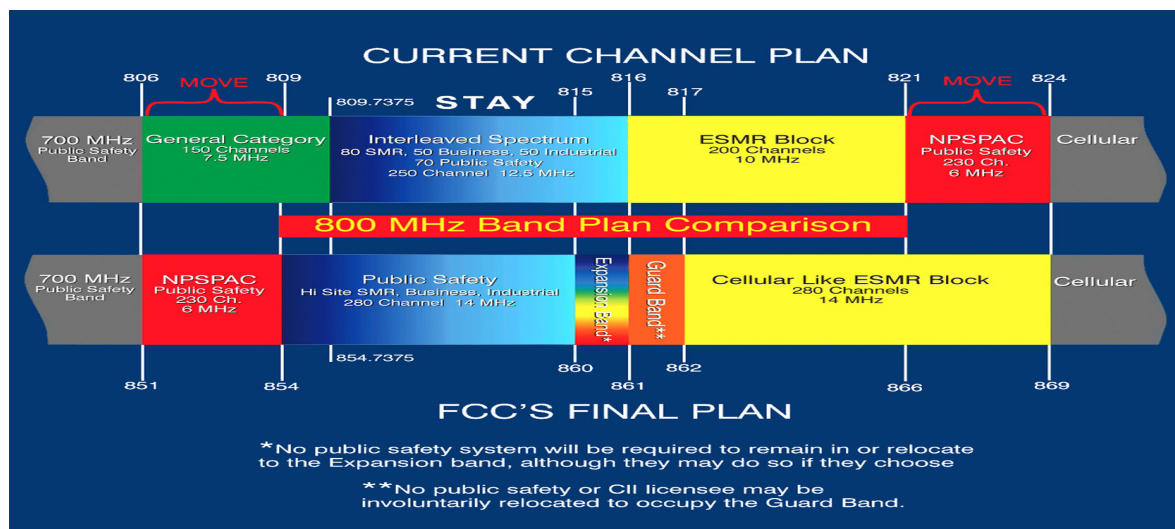 CURRENT CHANNEL PLAN
806
MOVE
809
809.7375
STAY
815
816
817
821
MOVE
824
700 MHz
Public Safety
Band
General Category
150 Channels
7.5 MHz
Interleaved Spectrum
80 SMR, 50 Business, 50 Industrial
70 Public Safety
250 Channel 12.5 MHz
ESMR Block
200 Channels
10 MHz
NPSPAC
Public Safety
230 Ch.
6 MHz
Cellular
800 MHz Band Plan Comparison
700 MHz
Public Safety
Band
NPSPAC
Public Safety
230 Ch.
6 MHz
Public Safety
Hi Site SMR, Business, Industrial
280 Channel 14 MHz
Expansion Band*
Guard Band**
Cellular Like ESMR Block
280 Channels
14 MHz
Cellular
851
854
854.7375
860
861
862
866
869
FCC'S FINAL PLAN
*No public safety system will be required to remain in or relocate
to the Expansion band, although they may do so if they choose
**No public safety or CII licensee may be
involuntarily relocated to occupy the Guard Band.